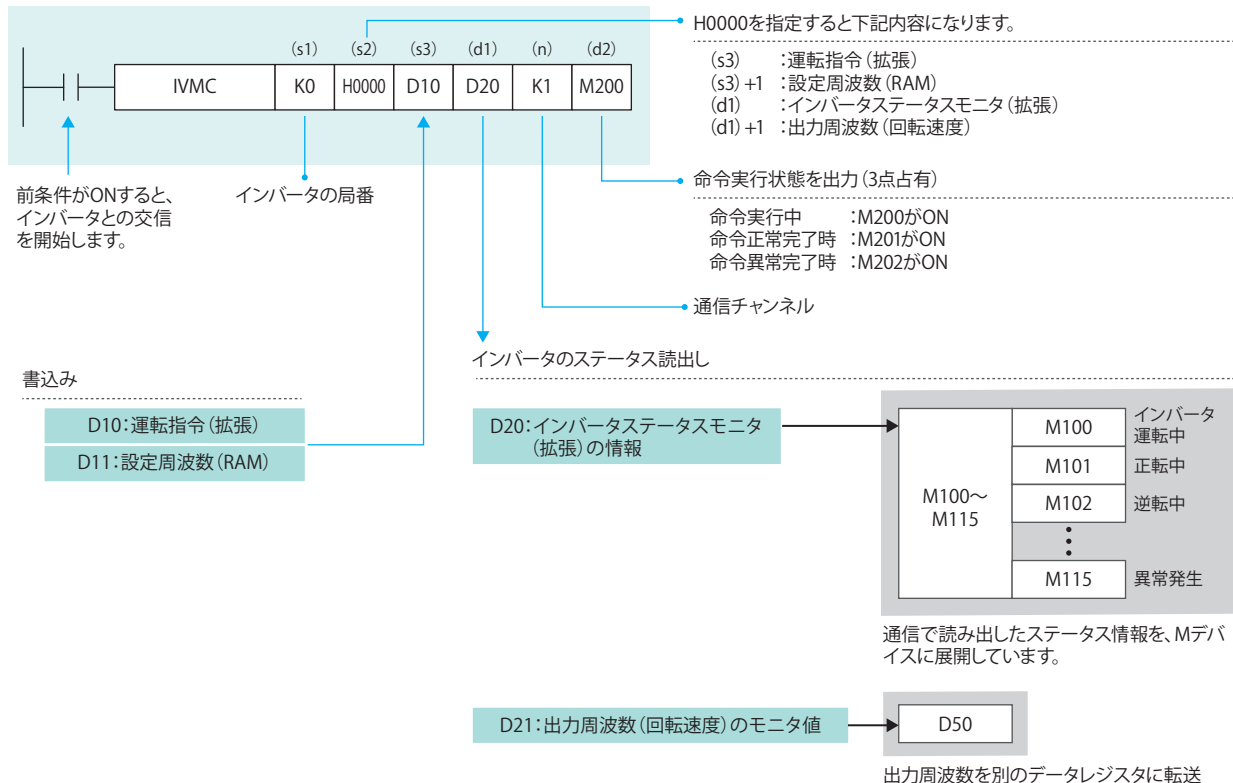 H0000を指定すると下記内容になります。
(s1) (s2) (s3) (d1) (n) (d2)
IVMC K0 H0000 D10 D20 K1 M200
(s3) :運転指令(拡張)
(s3)+1 :設定周波数(RAM)
(d1) :インバータステータスモニタ(拡張)
(d1)+1 :出力周波数(回転速度)
前条件がONすると、
インバータとの交信
を開始します。
インバータの局番
命令実行状態を出力(3点占有)
命令実行中 :M200がON
命令正常完了時 :M201がON
命令異常完了時 :M202がON
通信チャンネル
インバータのステータス読出し
書込み
D10:運転指令(拡張)
D11:設定周波数(RAM)
D20:インバータステータスモニタ
(拡張)の情報
M100~
M115
M100 インバータ
運転中
M101 正転中
M102 逆転中
M115 異常発生
通信で読み出したステータス情報を、Mデバ
イスに展開しています。
D21:出力周波数(回転速度)のモニタ値
D50
出力周波数を別のデータレジスタに転送